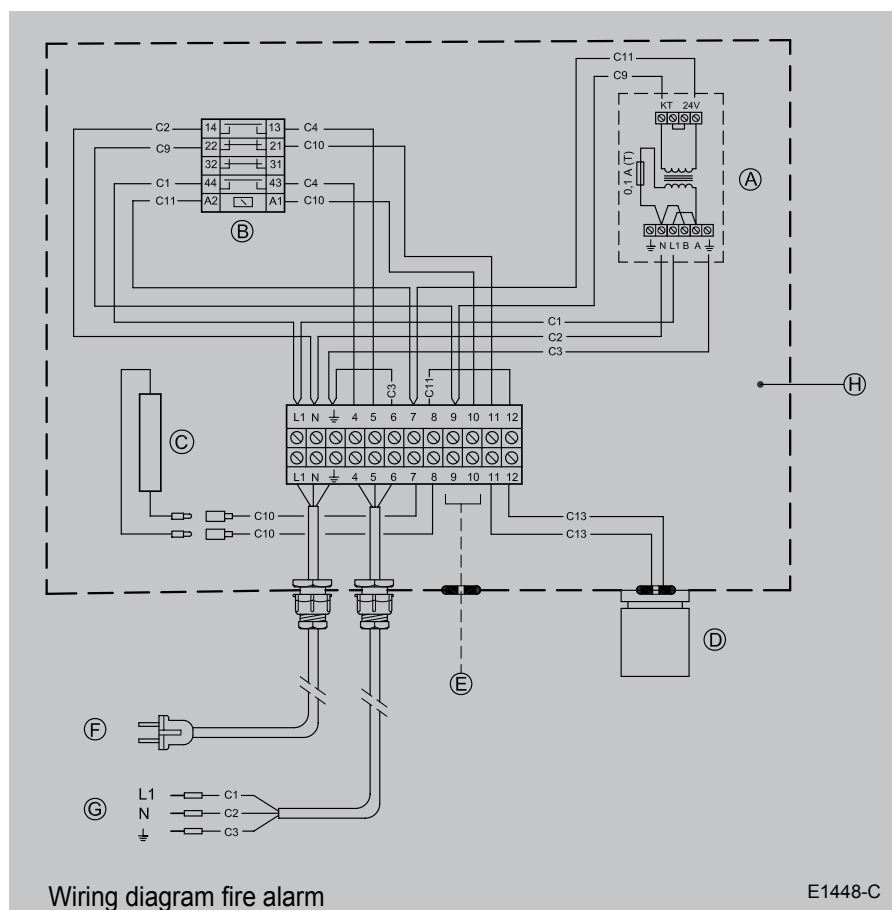 C11
C9
KT 24V
0,1 A (T)
A
N L1 B A
C2 14 13 C4
C9 22 21 C10
32 31
C1 44 43 C4
C11 A2 A1 C10
B
C1
C2
C3
H
C3
C11
L1 N 4 5 6 7 8 9 10 11 12
C
L1 N 4 5 6 7 8 9 10 11 12
C10
C10
C13
C13
D
E
F
G
L1 C1
N C2
C3
Wiring diagram fire alarm
E1448-C